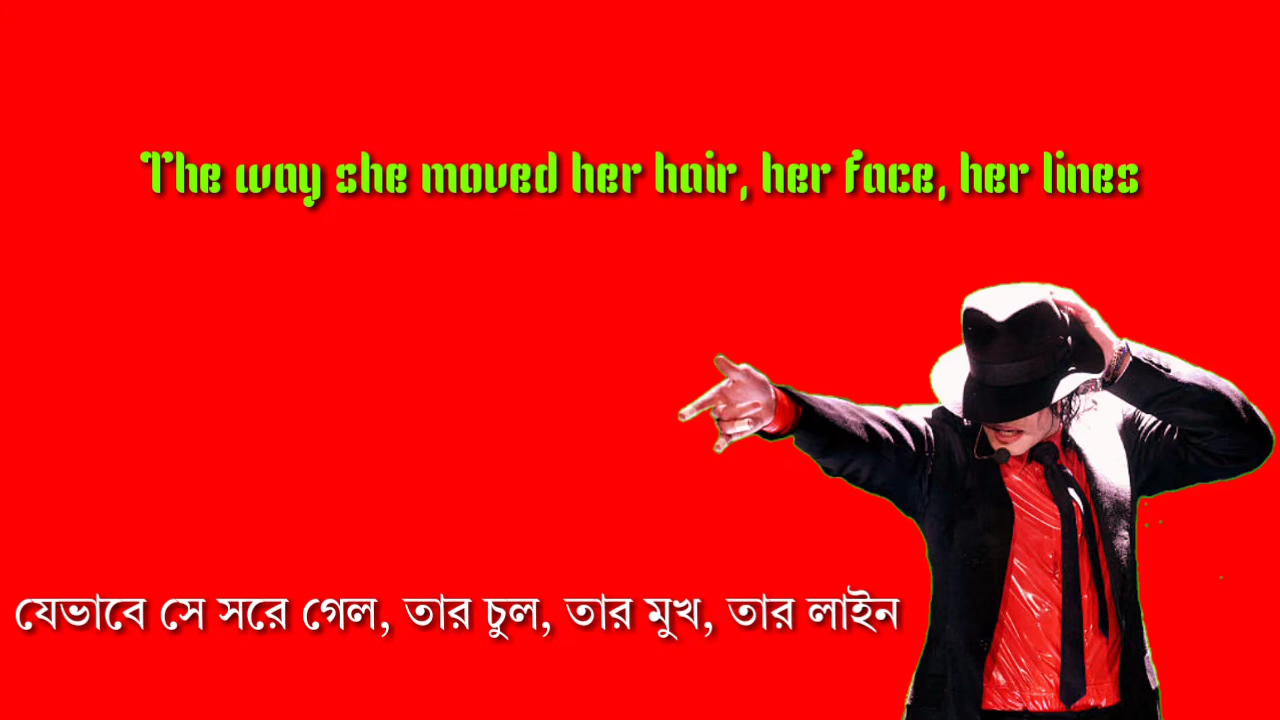 The way she moved her hair, her face, her lines
যেভাবে সে সরে গেল, তার চুল, তার মুখ, তার লাইন